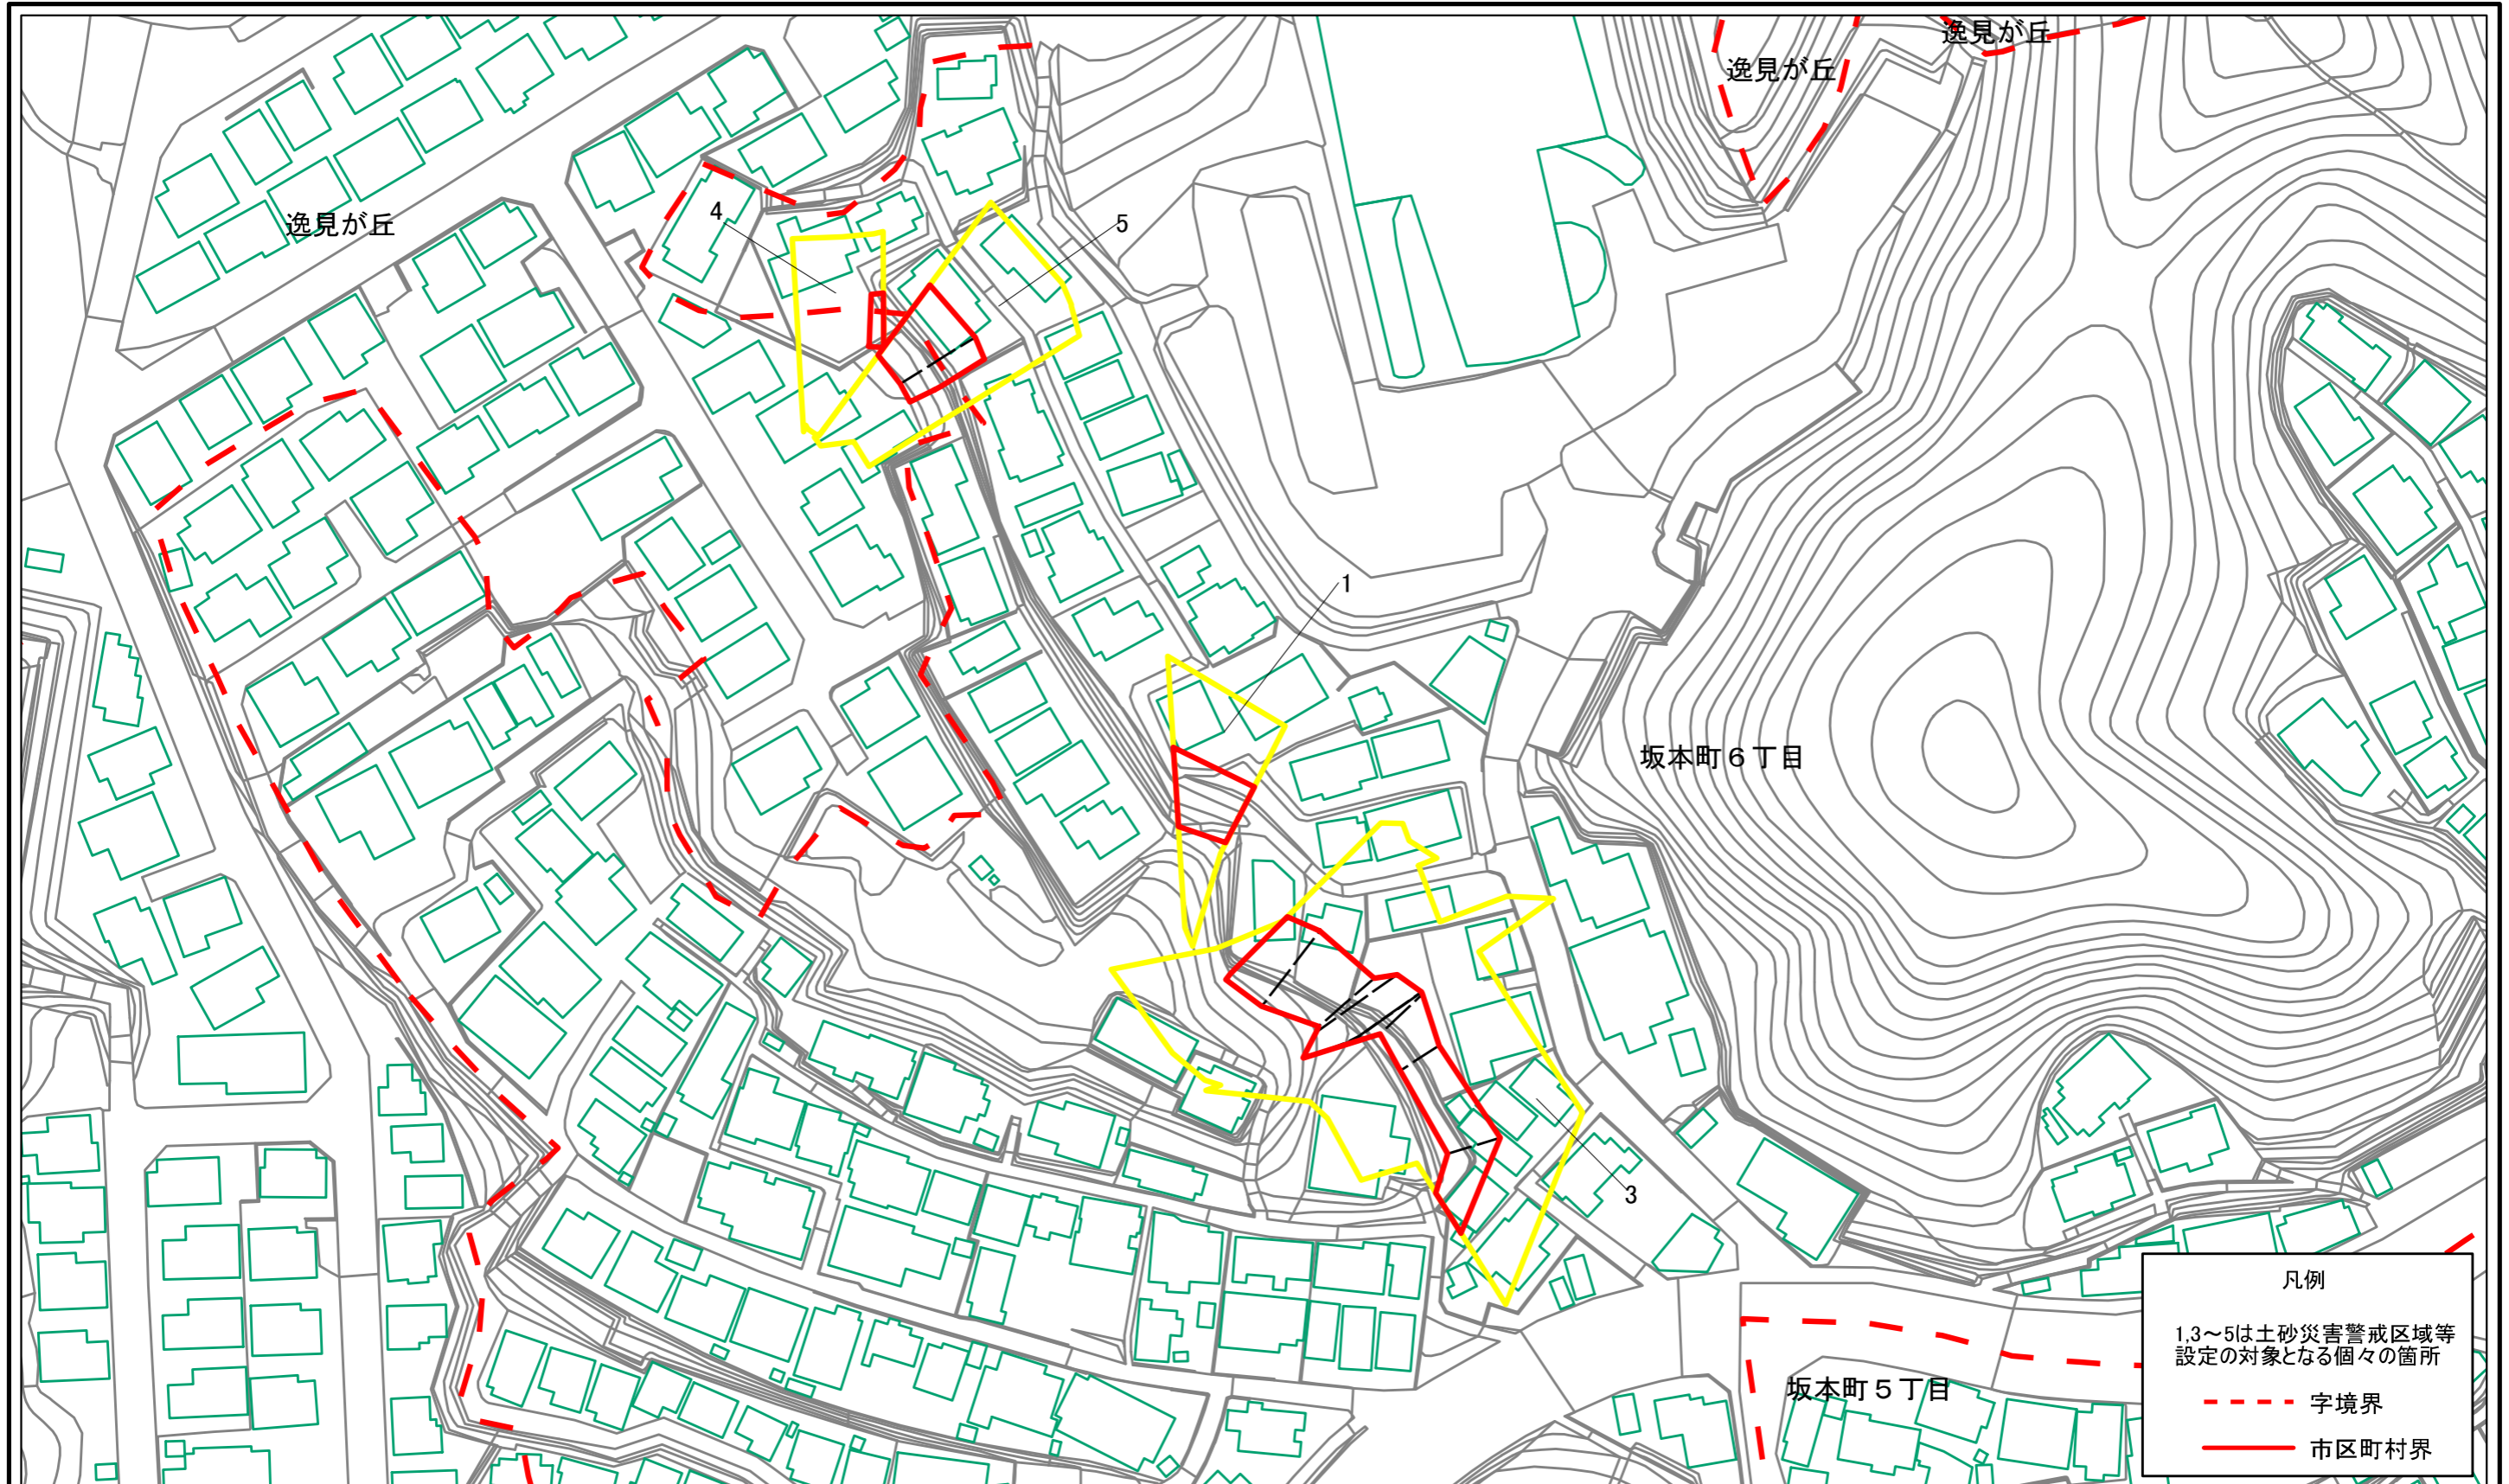 逸見が丘
逸見が丘
逸見が丘
4
5
1
坂本町６丁目
3
坂本町５丁目
凡例
1,3～5は土砂災害警戒区域等
設定の対象となる個々の箇所
字境界
市区町村界